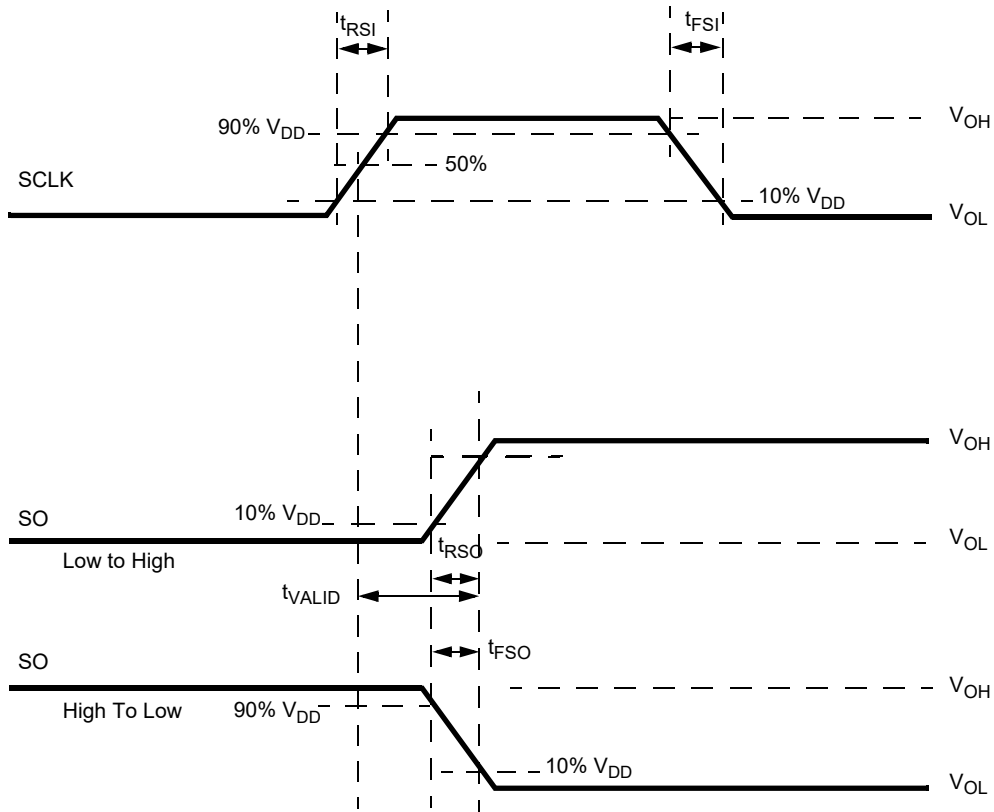 tRSI
tFSI
90% VDD
VOH
50%
SCLK
10% VDD
VOL
VOH
SO
10% VDD
Low to High
tRSO
VOL
tVALID
tFSO
SO
High To Low
90% VDD
VOH
10% VDD
VOL